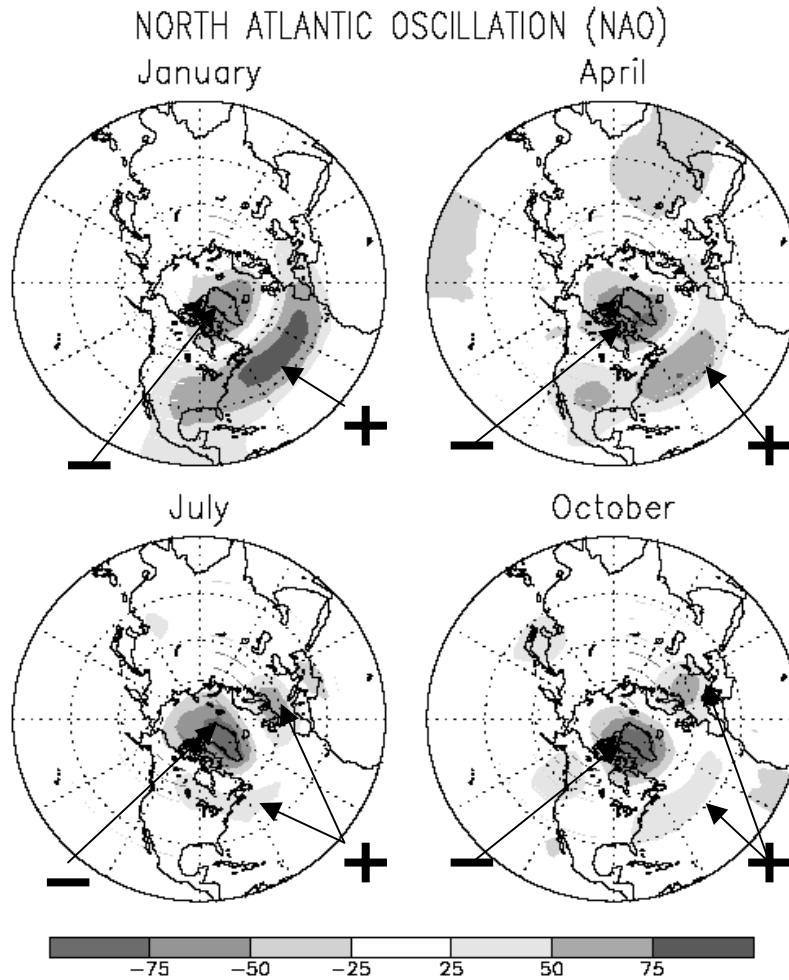 NORTH ATLANTIC OSCILLATION (NAO)
January April
− +
− +
July October
− +
− +
−75 −50 −25 25 50 75